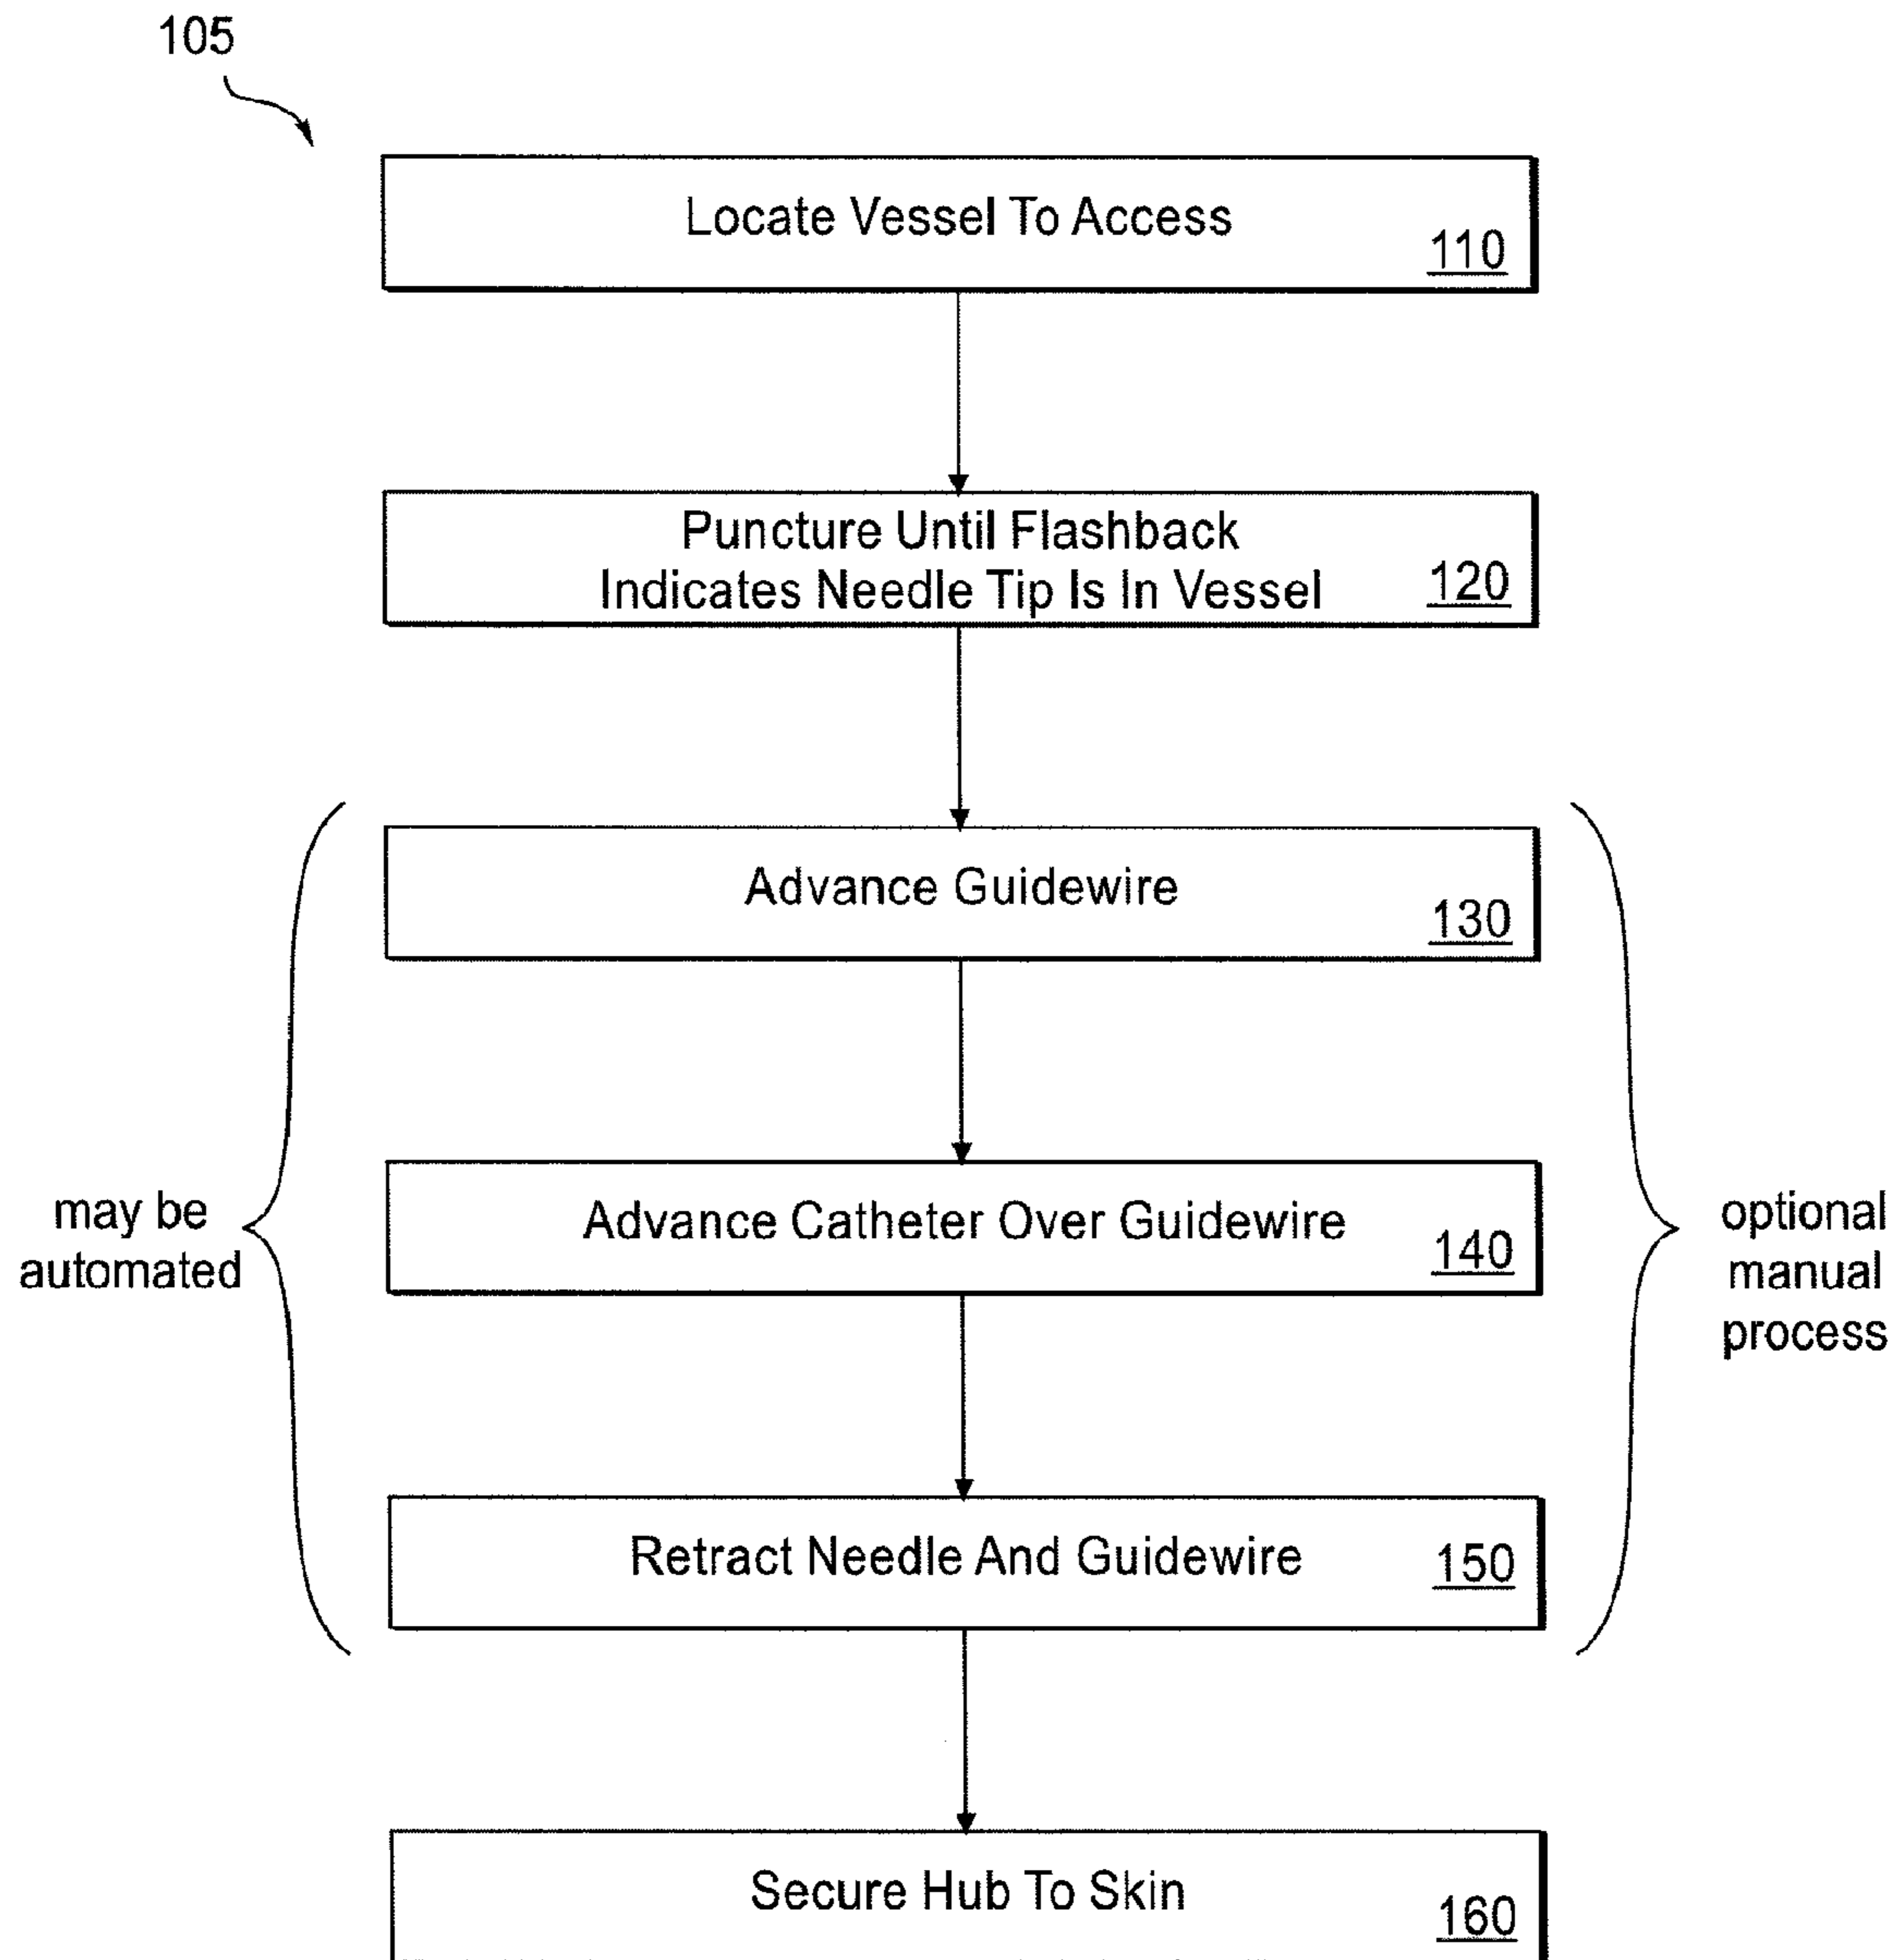 105
Locate Vessel To Access
110
Puncture Until Flashback
Indicates Needle Tip Is In Vessel
120
Advance Guidewire
130
may be
automated
Advance Catheter Over Guidewire
140
optional
manual
process
Retract Needle And Guidewire
150
Secure Hub To Skin
160